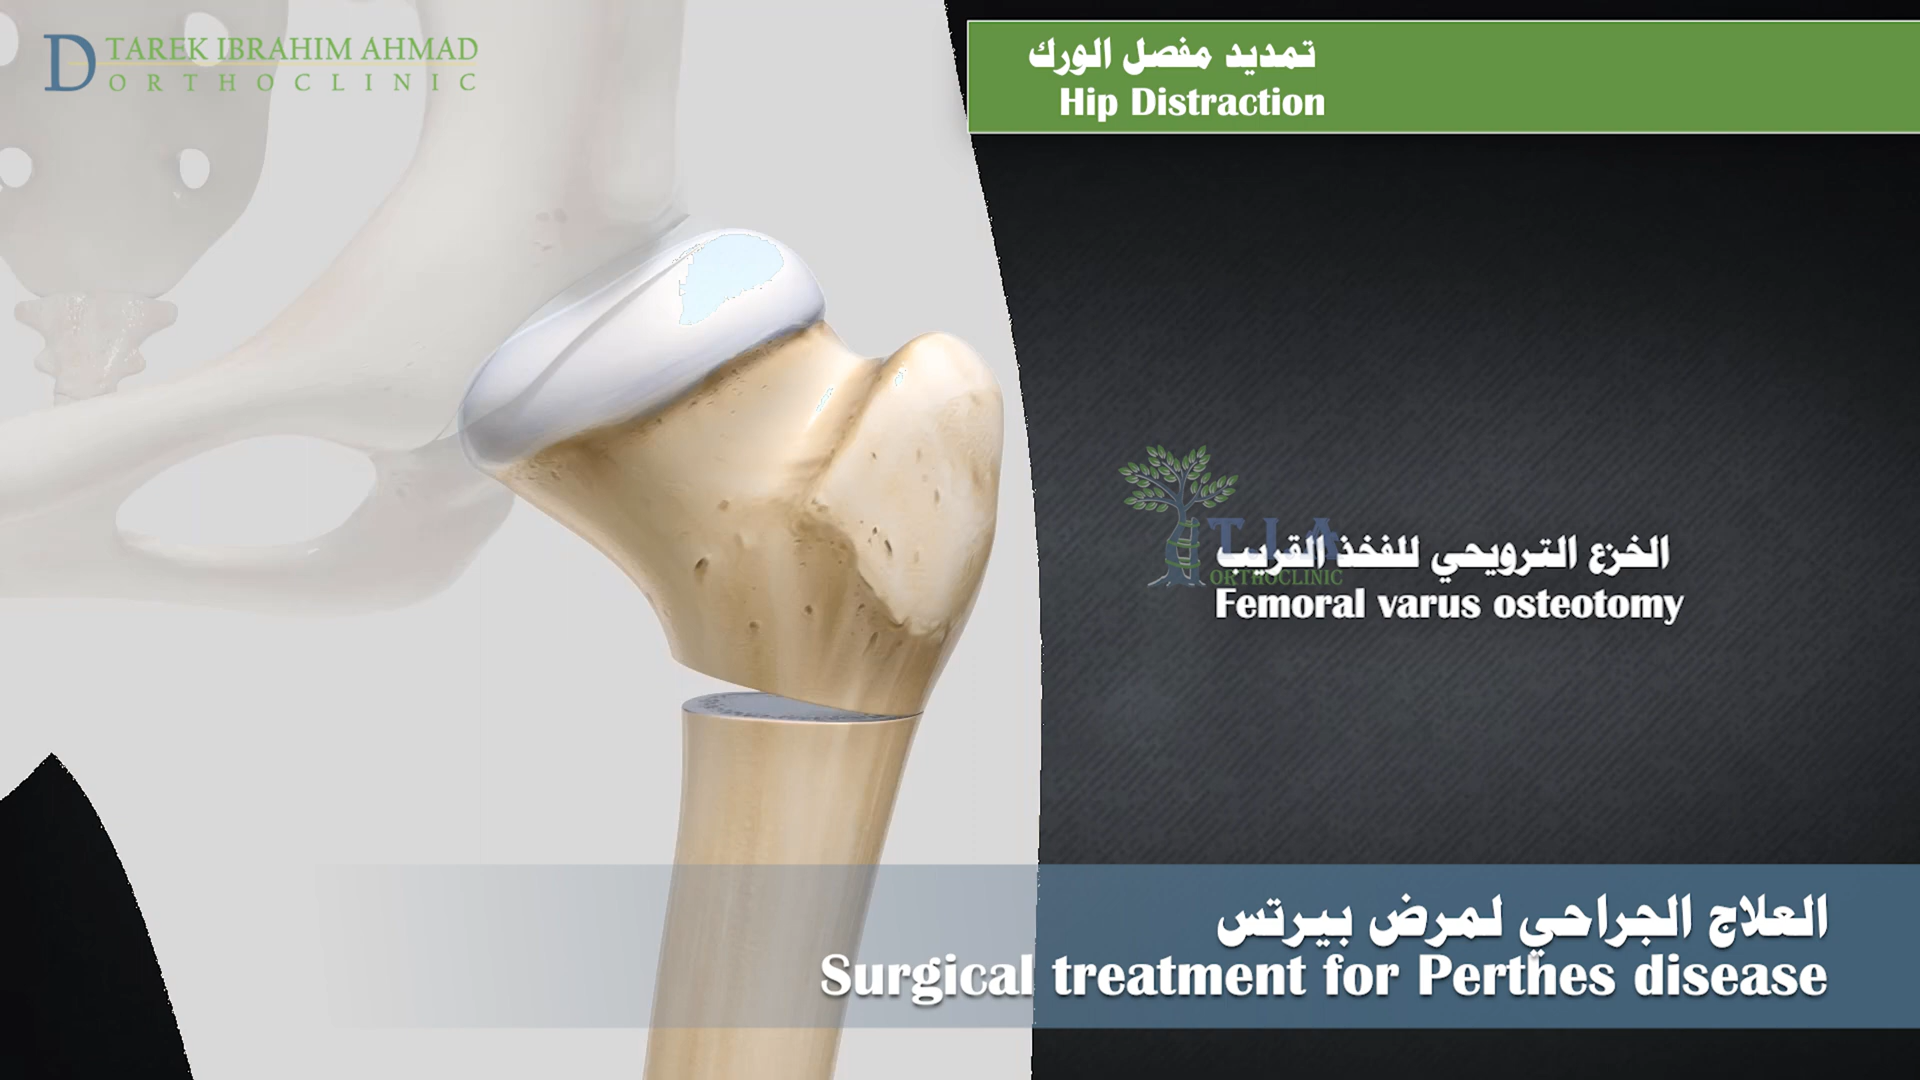 D TAREK IBRAHIM AHMAD
ORTHOCLINIC
تمديد مفصل الورك
Hip Distraction
T.I.A
ORTHOCLINIC
الخزع الترويحي للفخذ القريب
Femoral varus osteotomy
العلاج الجراحي لمرض بيرتس
Surgical treatment for Perthes disease